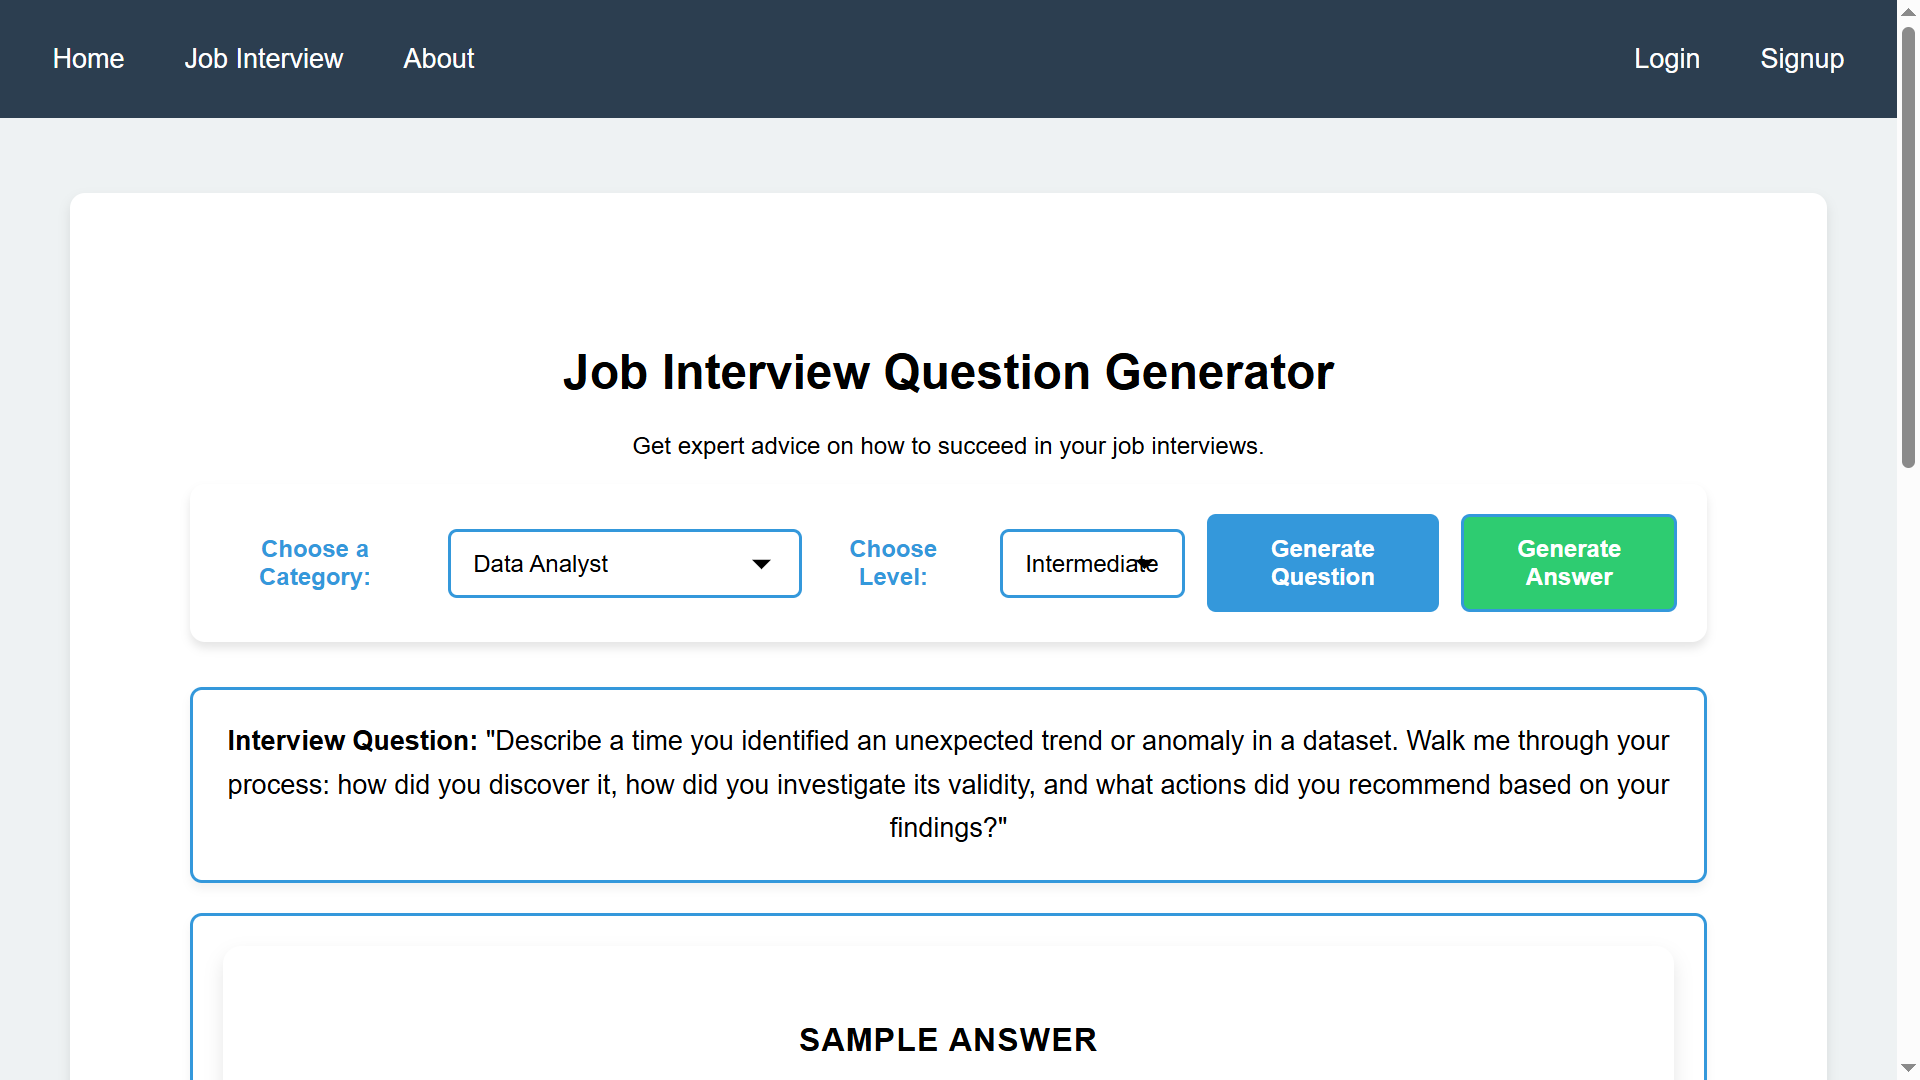 Home Job Interview About Login Signup
Job Interview Question Generator
Get expert advice on how to succeed in your job interviews.
Choose a
Category:
Data Analyst
Choose
Level:
Intermediate
Generate
Question
Generate
Answer
Interview Question: "Describe a time you identified an unexpected trend or anomaly in a dataset. Walk me through your
process: how did you discover it, how did you investigate its validity, and what actions did you recommend based on your
findings?"
SAMPLE ANSWER